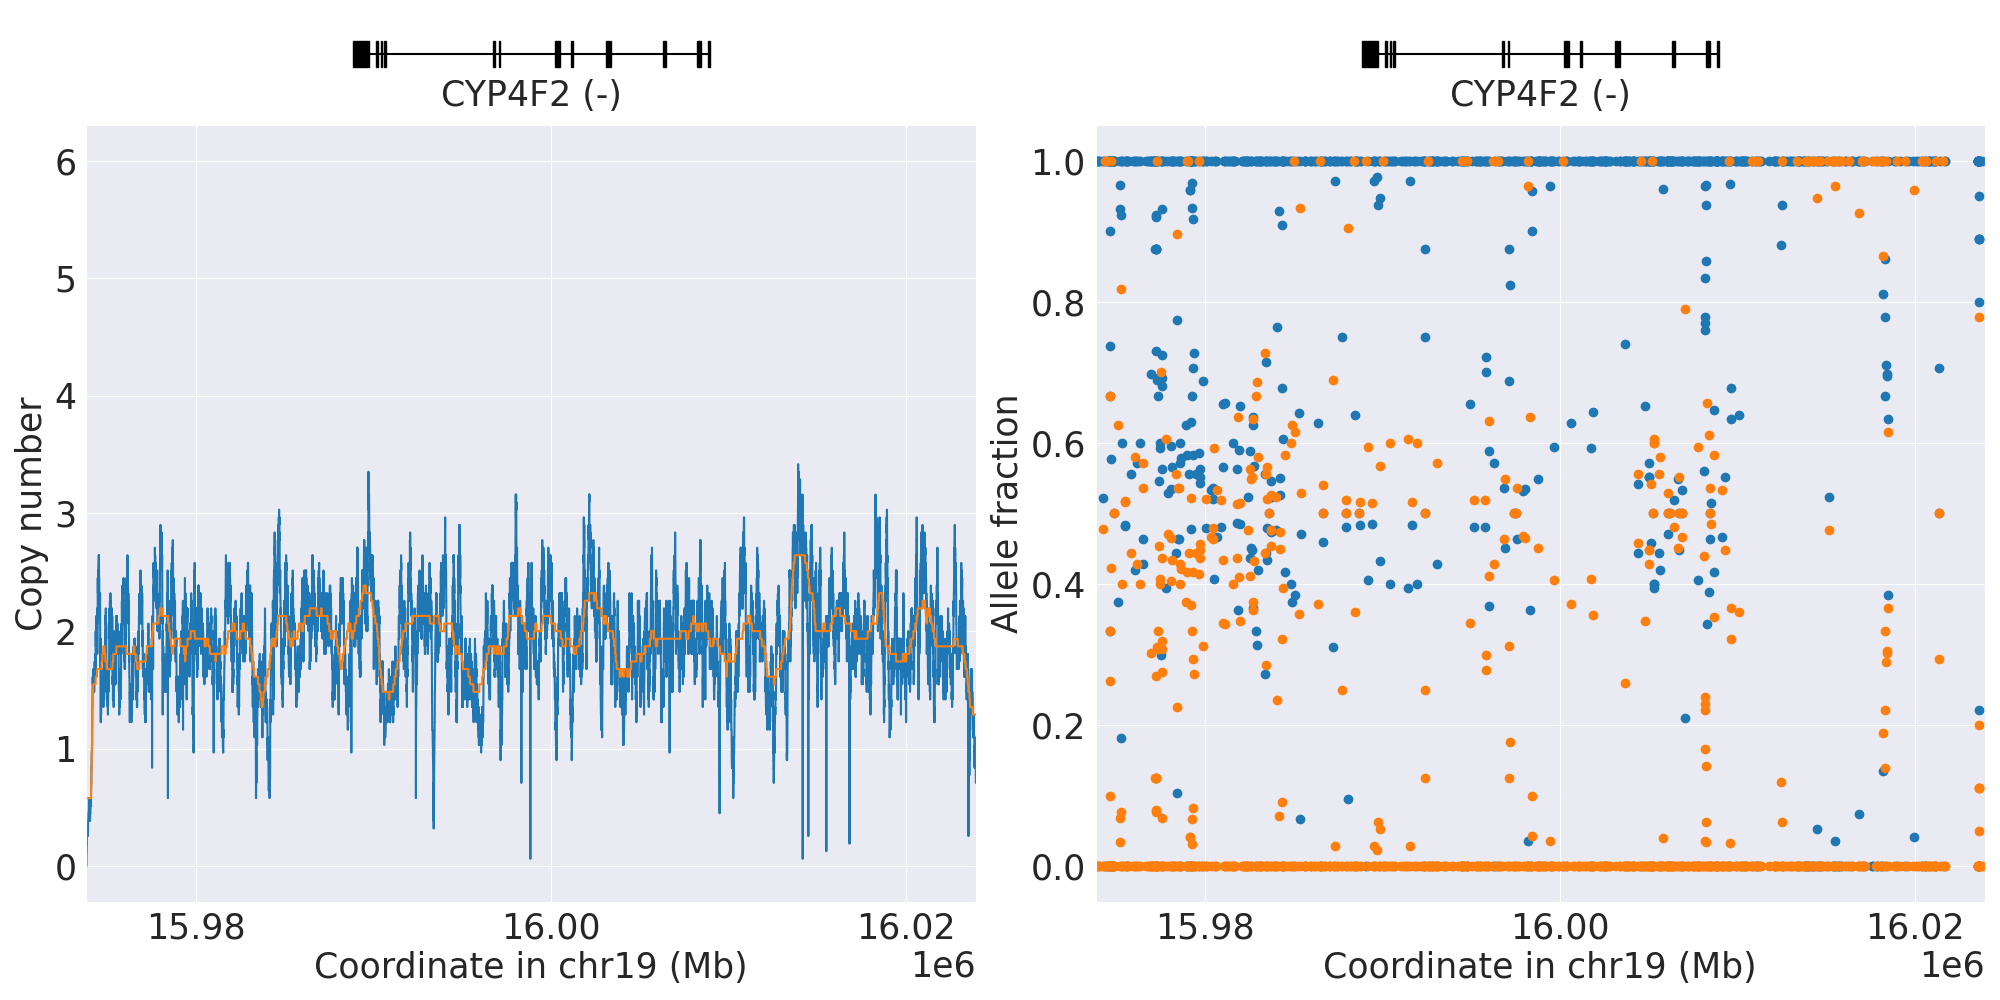 CYP4F2 (-)
Copy number
6
5
4
3
2
1
0
15.98
16.00
16.02
Coordinate in chr19 (Mb)
1e6
CYP4F2 (-)
Allele fraction
1.0
0.8
0.6
0.4
0.2
0.0
15.98
16.00
16.02
Coordinate in chr19 (Mb)
1e6